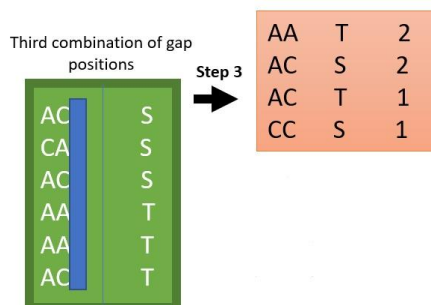 Third combination of gap
positions
AC S
CA S
AC S
AA T
AA T
AC T
Step 3
AA T 2
AC S 2
AC T 1
CC S 1